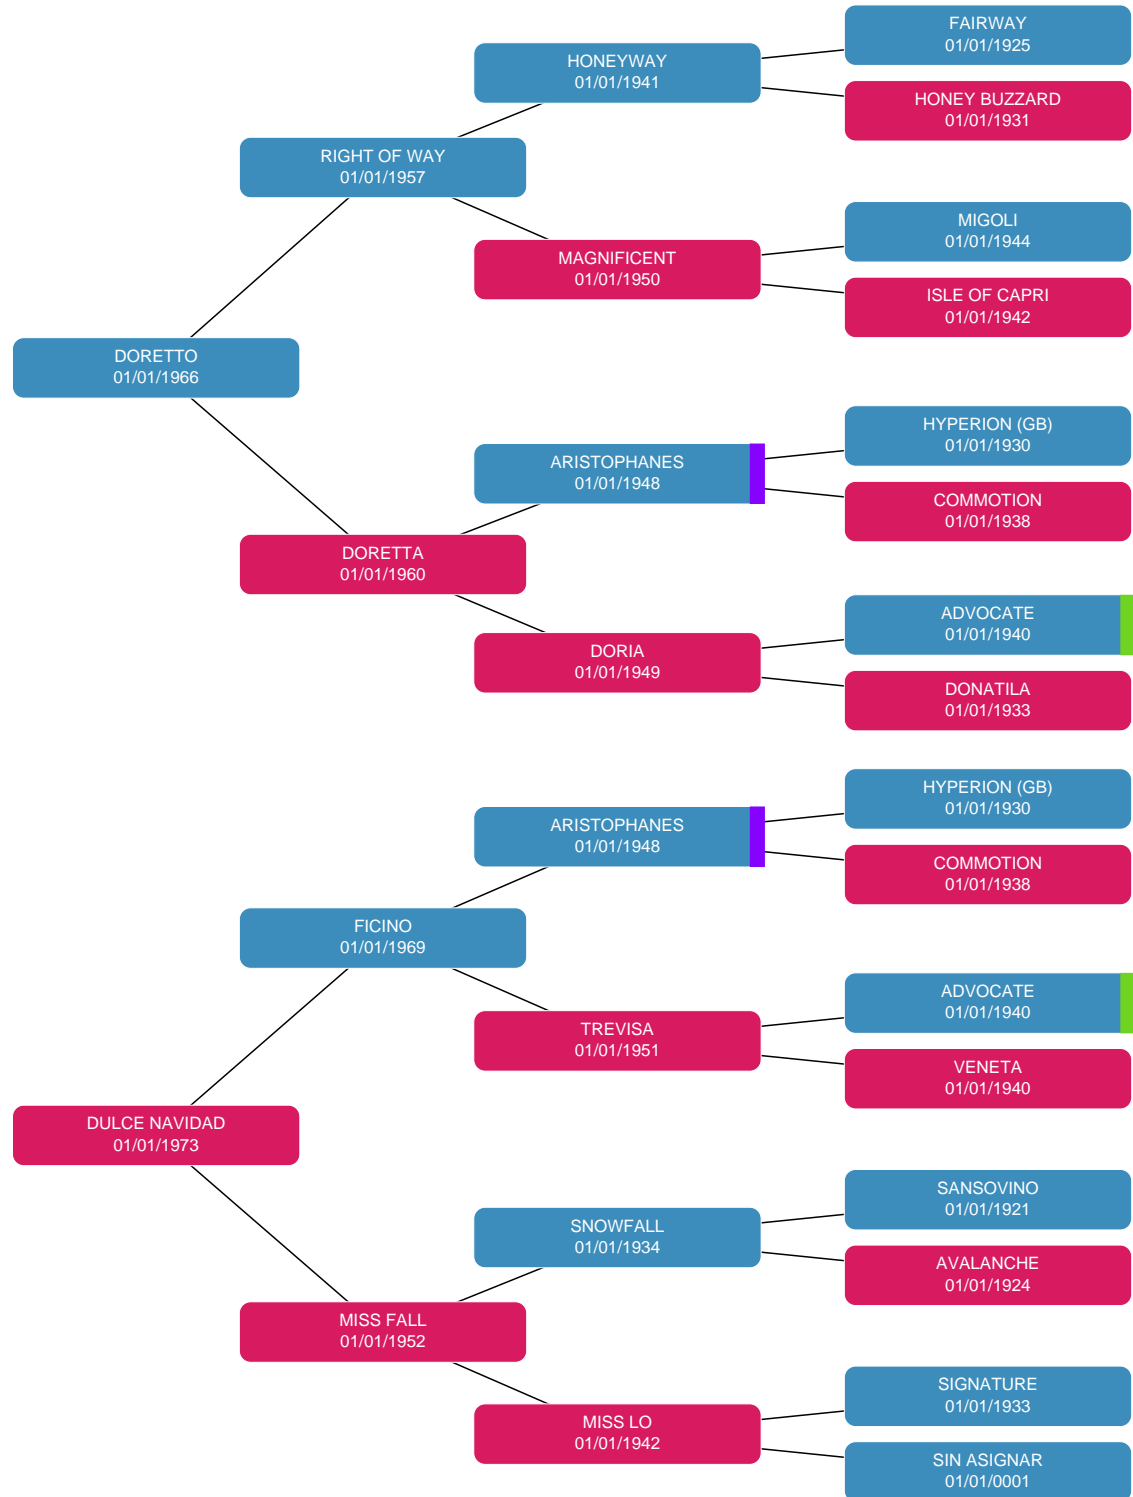 FAIRWAY
01/01/1925
HONEYWAY
01/01/1941
HONEY BUZZARD
01/01/1931
RIGHT OF WAY
01/01/1957
MIGOLI
01/01/1944
MAGNIFICENT
01/01/1950
ISLE OF CAPRI
01/01/1942
DORETTO
01/01/1966
HYPERION (GB)
01/01/1930
ARISTOPHANES
01/01/1948
COMMOTION
01/01/1938
DORETTA
01/01/1960
ADVOCATE
01/01/1940
DORIA
01/01/1949
DONATILA
01/01/1933
HYPERION (GB)
01/01/1930
ARISTOPHANES
01/01/1948
COMMOTION
01/01/1938
FICINO
01/01/1969
ADVOCATE
01/01/1940
TREVISA
01/01/1951
VENETA
01/01/1940
DULCE NAVIDAD
01/01/1973
SANSOVINO
01/01/1921
SNOWFALL
01/01/1934
AVALANCHE
01/01/1924
MISS FALL
01/01/1952
SIGNATURE
01/01/1933
MISS LO
01/01/1942
SIN ASIGNAR
01/01/0001